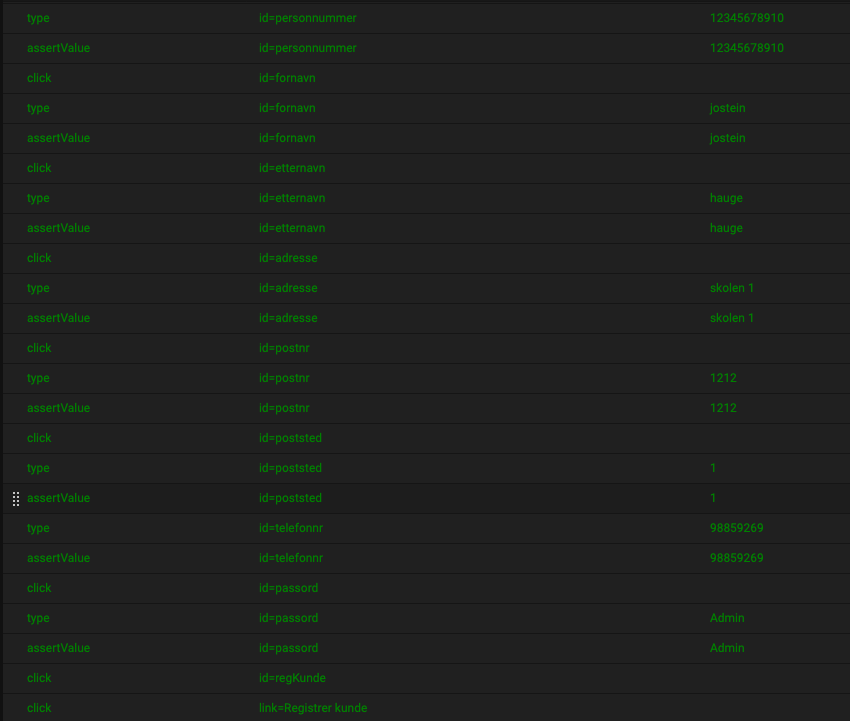 type id=personnummer 12345678910
assertValue id=personnummer 12345678910
click id=fornavn
type id=fornavn jostein
assertValue id=fornavn jostein
click id=etternavn
type id=etternavn hauge
assertValue id=etternavn hauge
click id=adresse
type id=adresse skolen 1
assertValue id=adresse skolen 1
click id=postnr
type id=postnr 1212
assertValue id=postnr 1212
click id=poststed
type id=poststed 1
assertValue id=poststed 1
type id=telefonnr 98859269
assertValue id=telefonnr 98859269
click id=passord
type id=passord Admin
assertValue id=passord Admin
click id=regKunde
click link=Registrer kunde